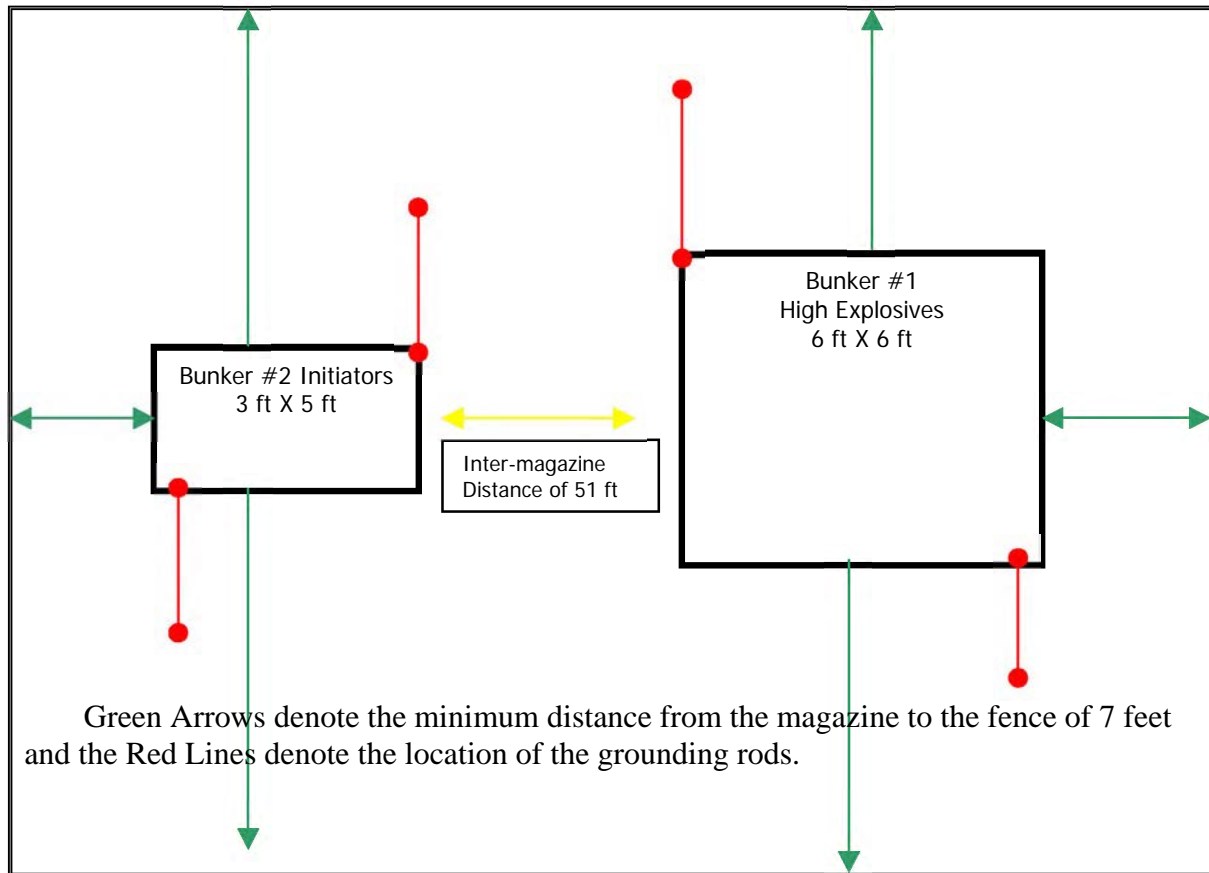 Bunker #1
High Explosives
6 ft X 6 ft
Bunker #2 Initiators
3 ft X 5 ft
Inter-magazine
Distance of 51 ft
Green Arrows denote the minimum distance from the magazine to the fence of 7 feet
and the Red Lines denote the location of the grounding rods.